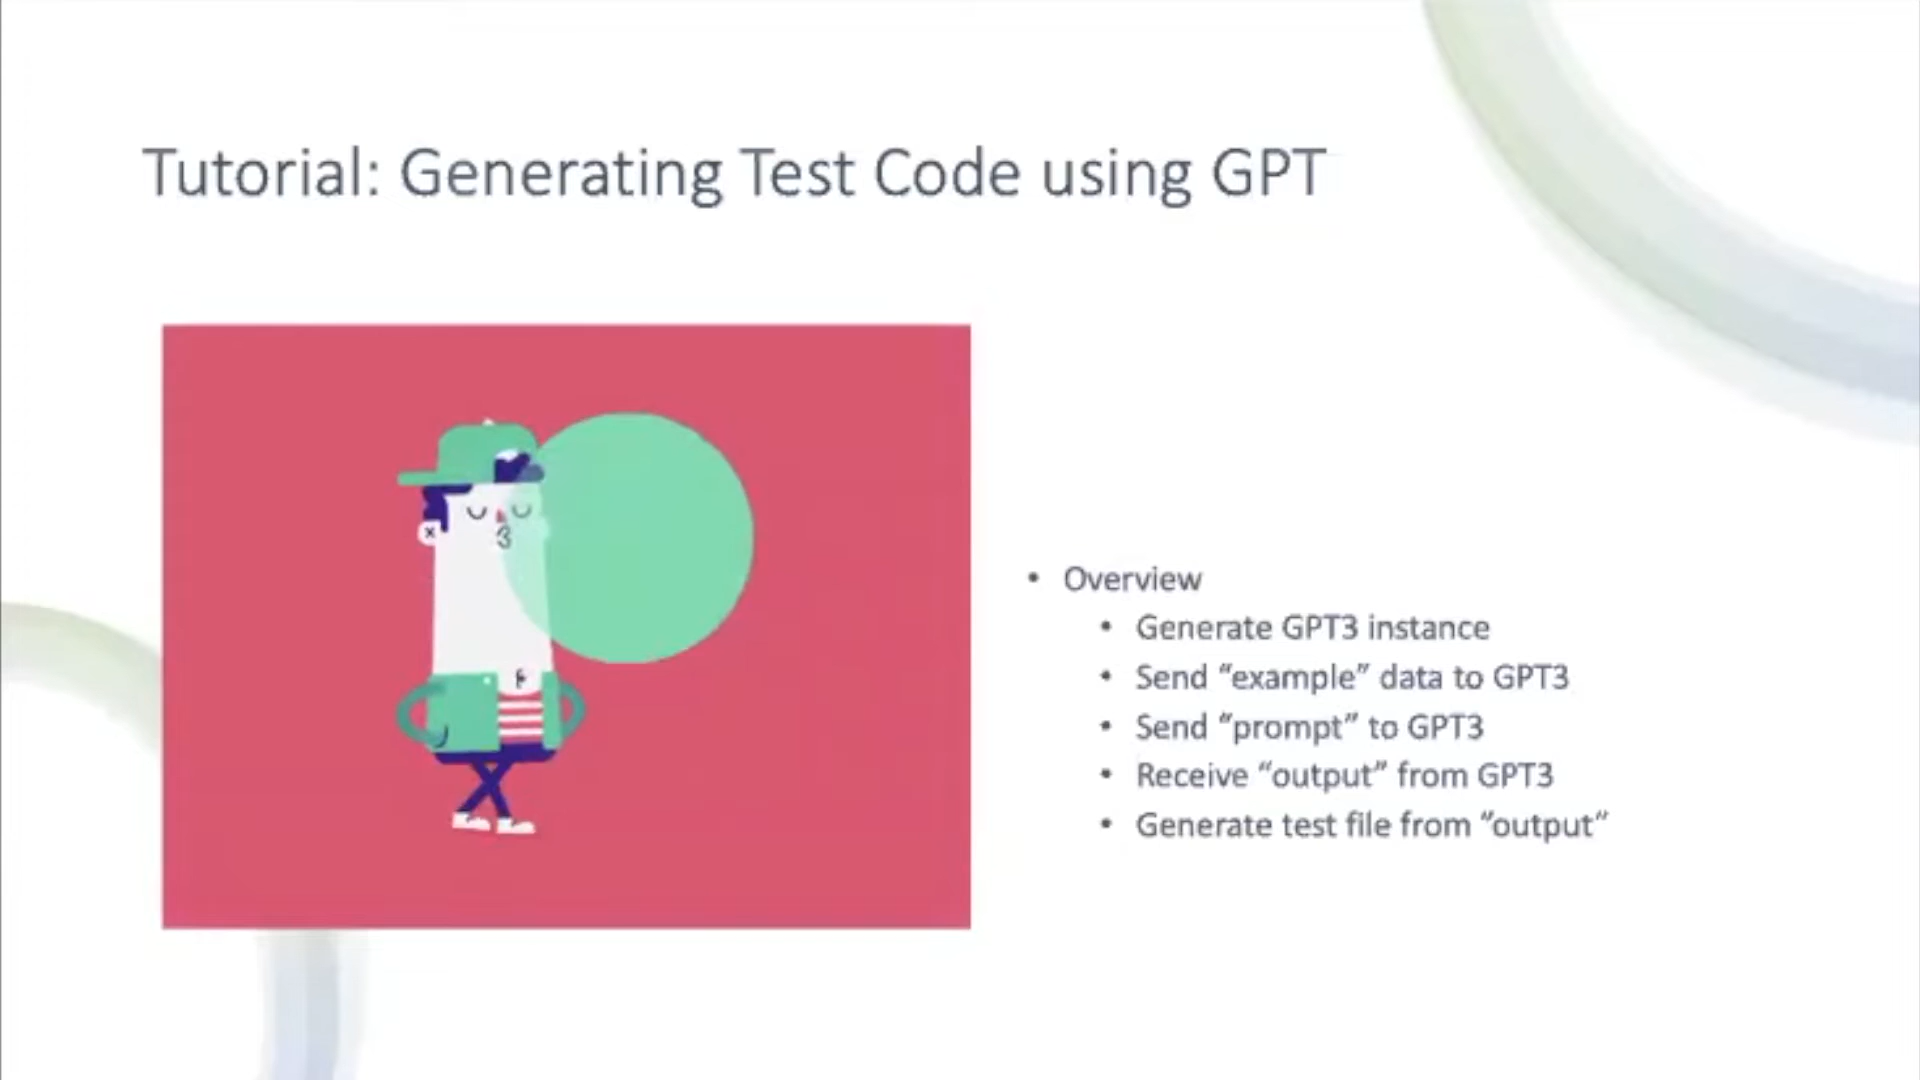 Tutorial: Generating Test Code using GPT
• Overview
• Generate GPT3 instance
• Send “example” data to GPT3
• Send “prompt” to GPT3
• Receive “output” from GPT3
• Generate test file from “output”